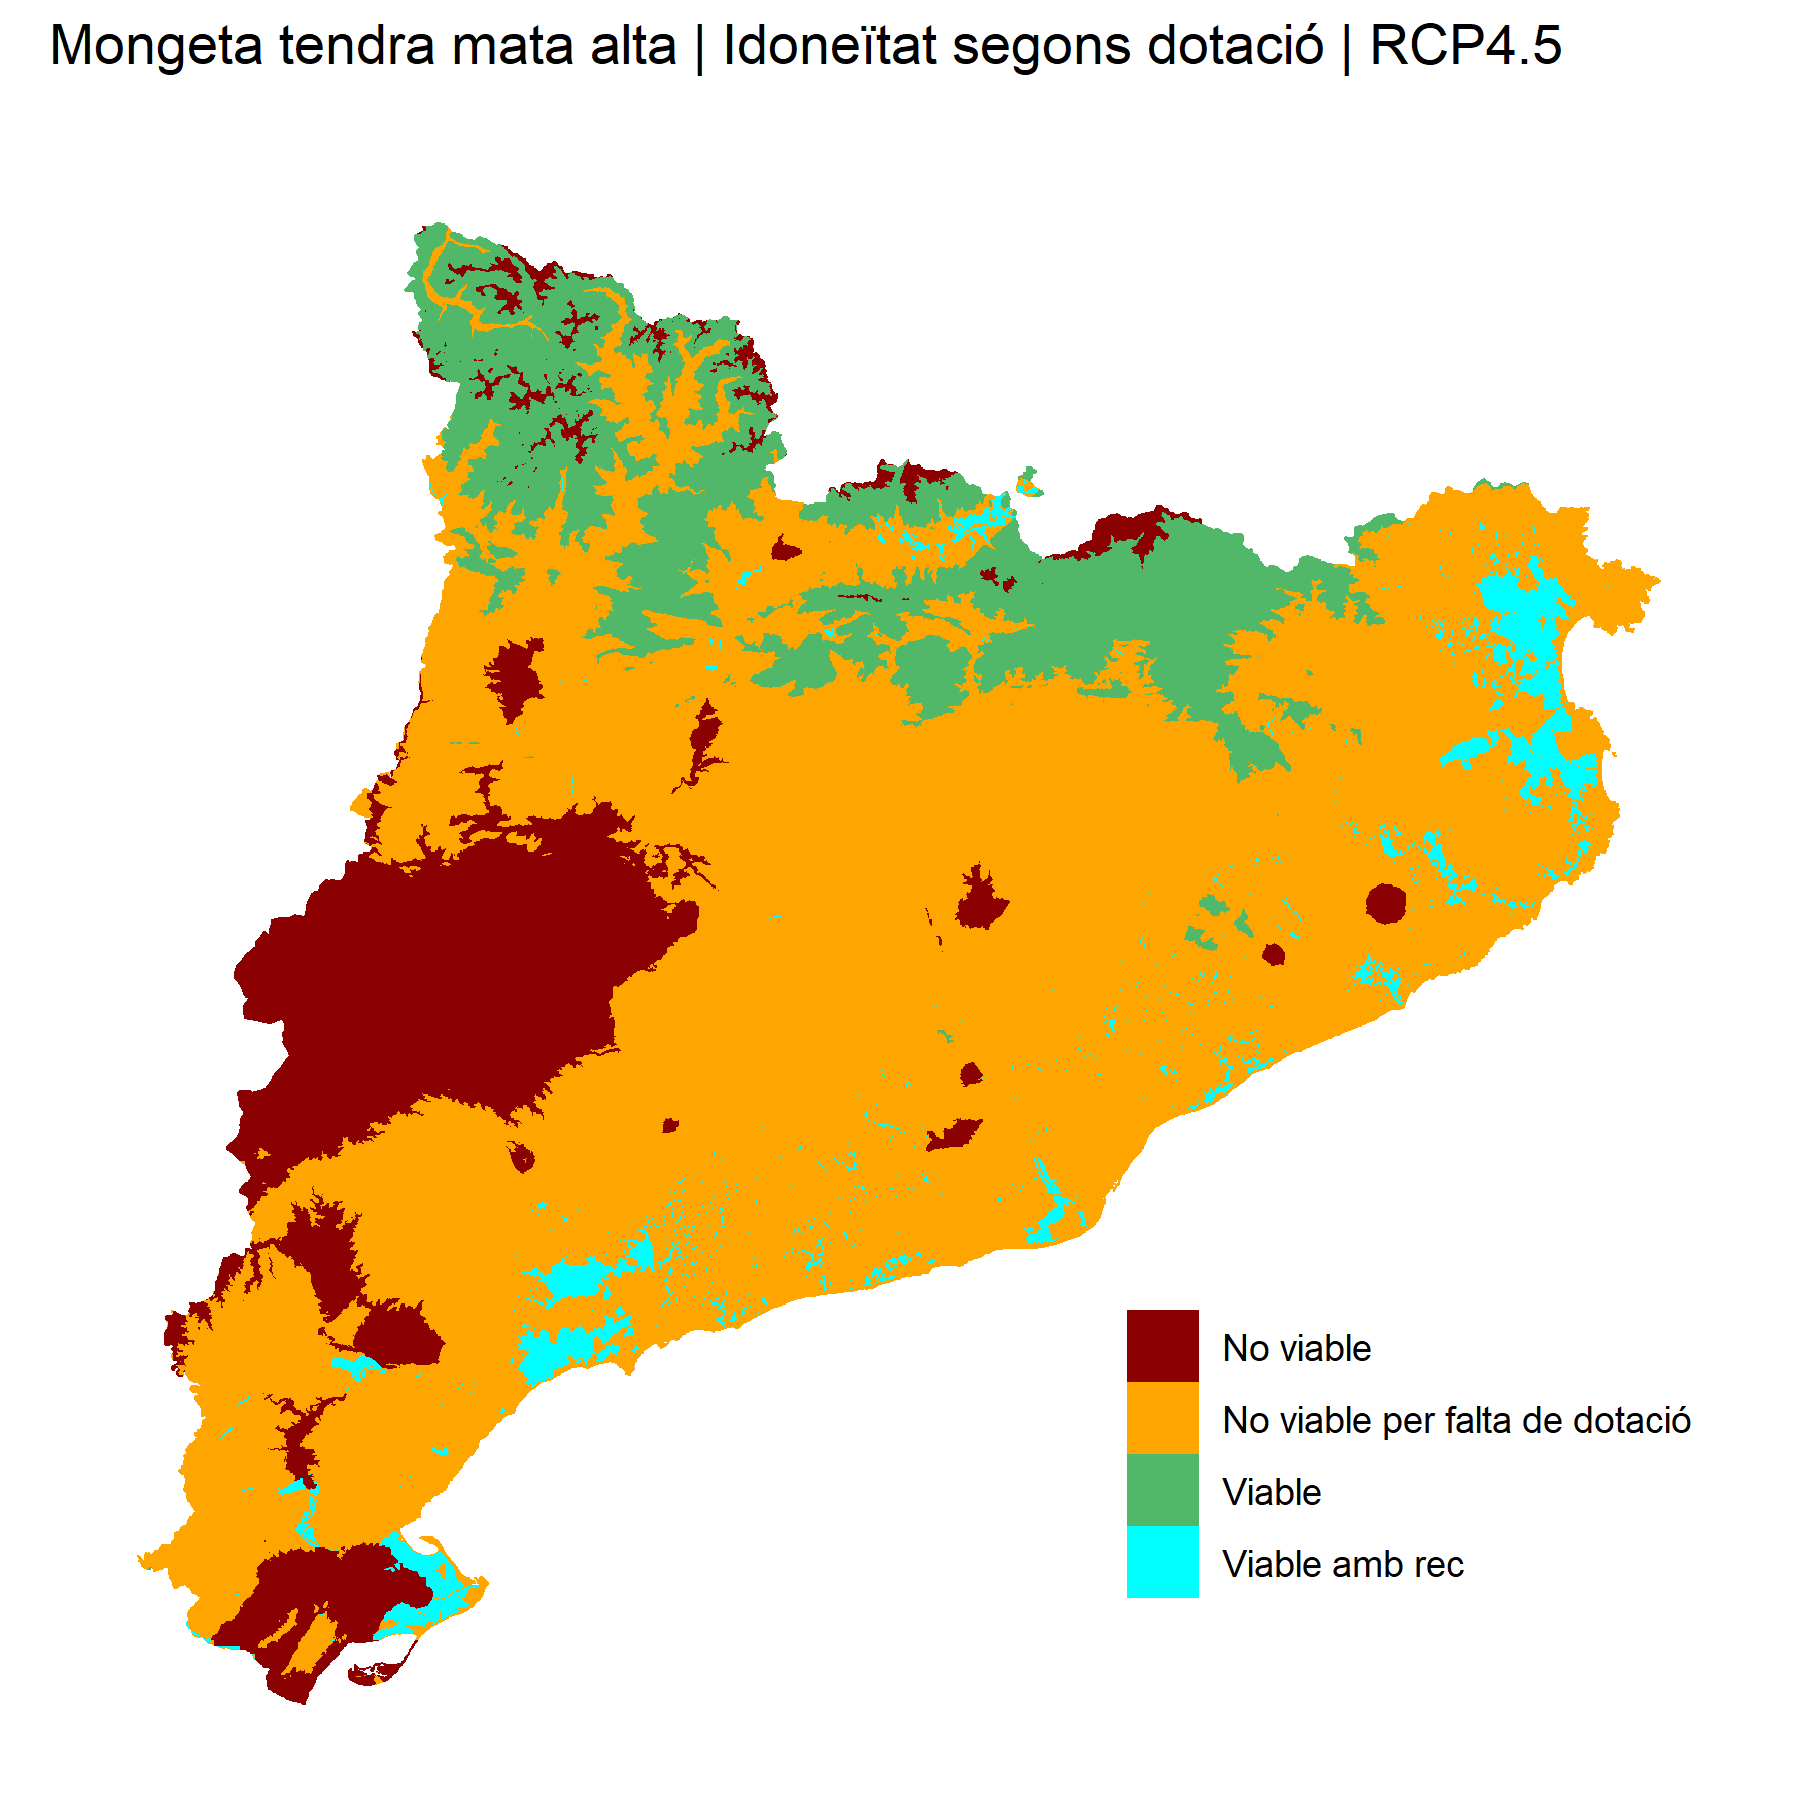 Mongeta tendra mata alta | Idoneïtat segons dotació | RCP4.5
No viable
No viable per falta de dotació
Viable
Viable amb rec